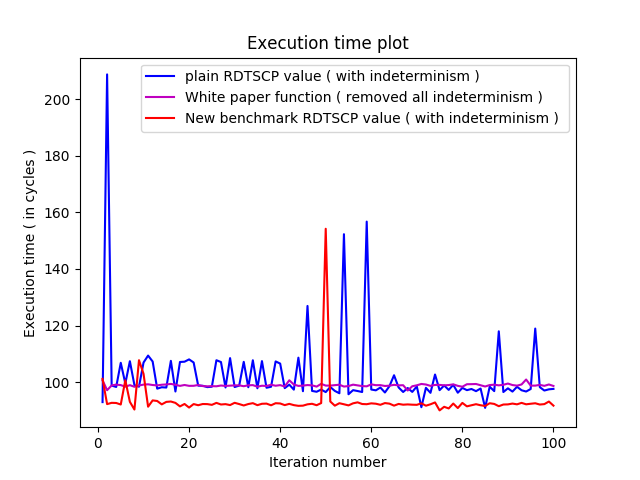 Execution time plot
plain RDTSCP value ( with indeterminism )
White paper function ( removed all indeterminism )
New benchmark RDTSCP value ( with indeterminism )
Execution time ( in cycles )
200
180
160
140
120
100
0 20 40 60 80 100
Iteration number